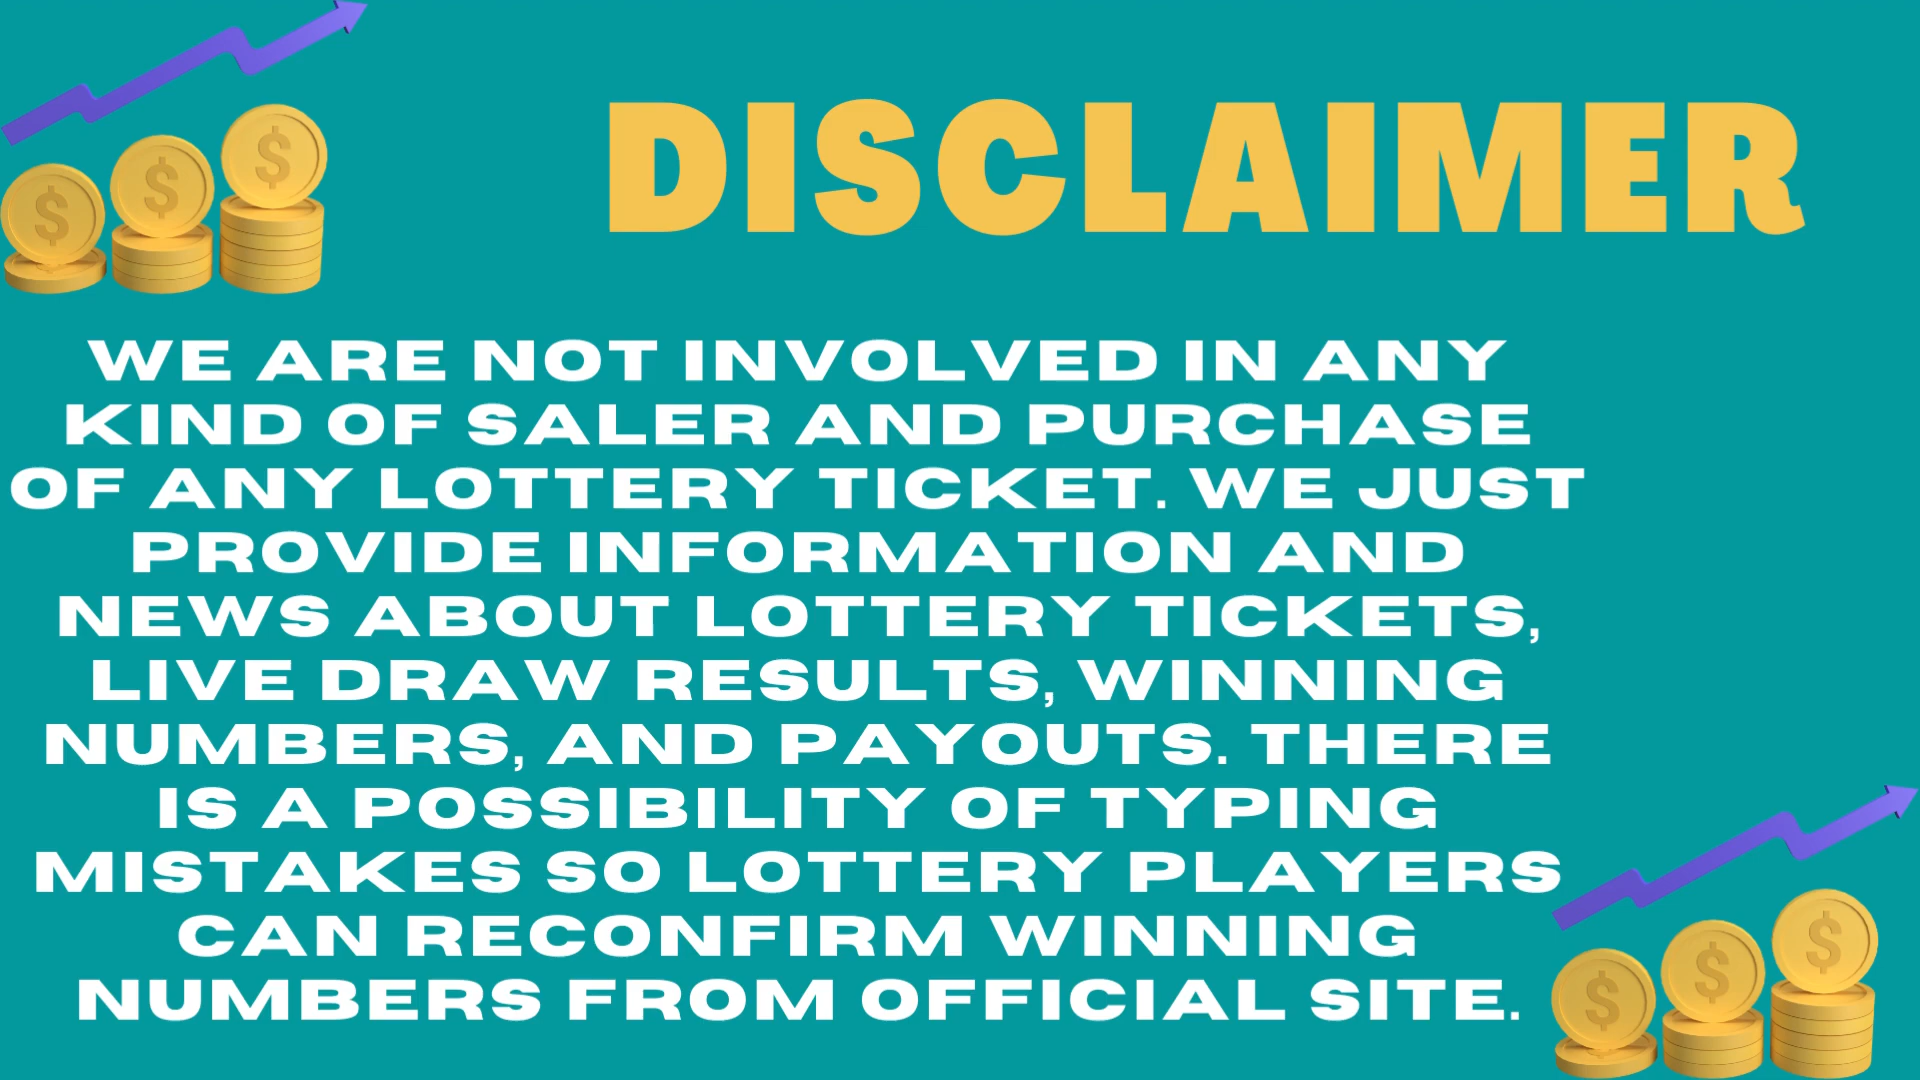 DISCLAIMER
WE ARE NOT INVOLVED IN ANY
KIND OF SALER AND PURCHASE
OF ANY LOTTERY TICKET. WE JUST
PROVIDE INFORMATION AND
NEWS ABOUT LOTTERY TICKETS,
LIVE DRAW RESULTS, WINNING
NUMBERS, AND PAYOUTS. THERE
IS A POSSIBILITY OF TYPING
MISTAKES SO LOTTERY PLAYERS
CAN RECONFIRM WINNING
NUMBERS FROM OFFICIAL SITE.